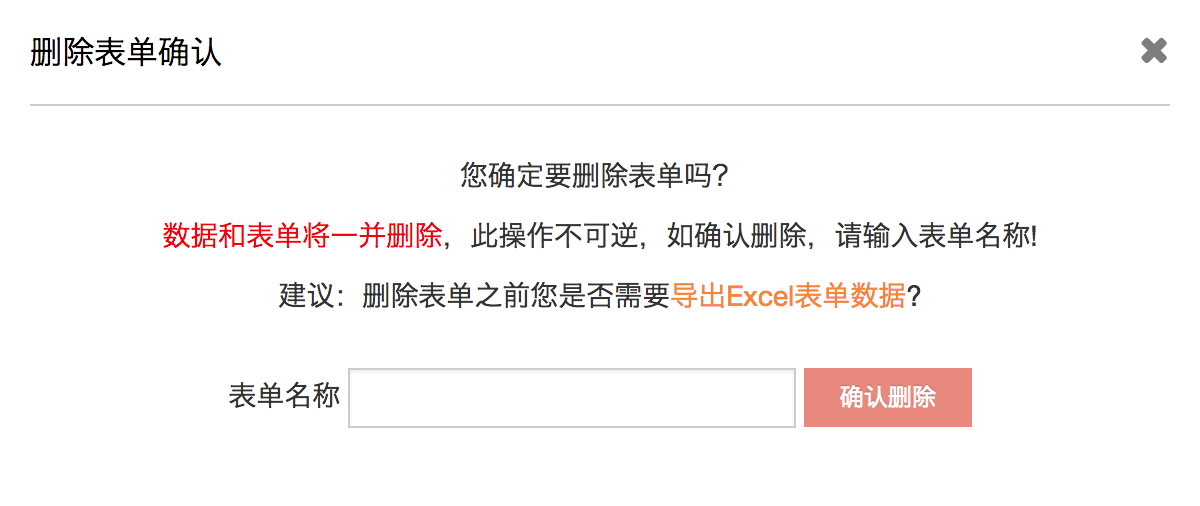 删除表单确认
您确定要删除表单吗?
数据和表单将一并删除，此操作不可逆，如确认删除，请输入表单名称!
建议：删除表单之前您是否需要导出Excel表单数据?
表单名称 确认删除